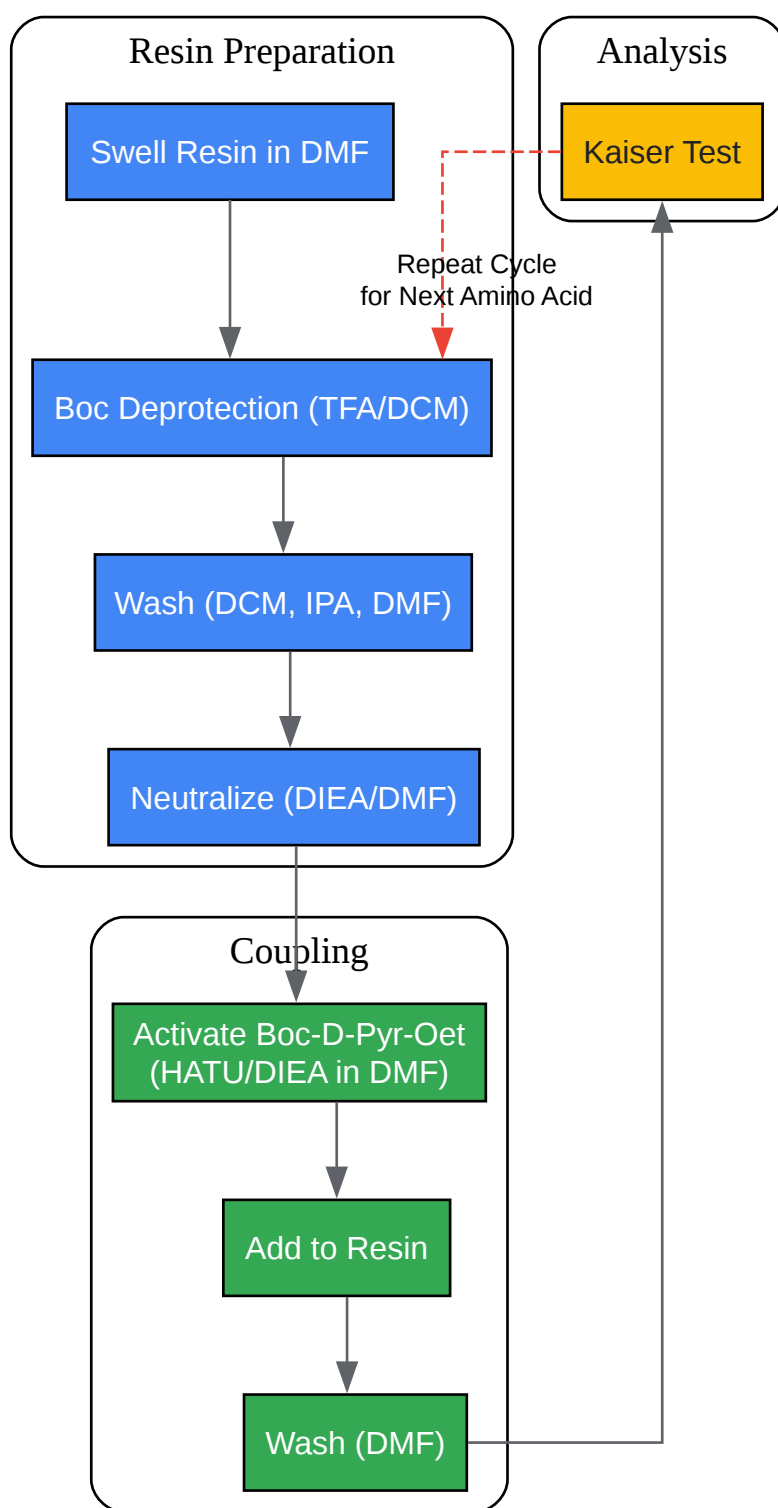 Resin Preparation
Analysis
Swell Resin in DMF
Kaiser Test
Repeat Cycle
for Next Amino Acid
Boc Deprotection (TFA/DCM)
Wash (DCM, IPA, DMF)
Neutralize (DIEA/DMF)
Coupling
Activate Boc-D-Pyr-Oet
(HATU/DIEA in DMF)
Add to Resin
Wash (DMF)